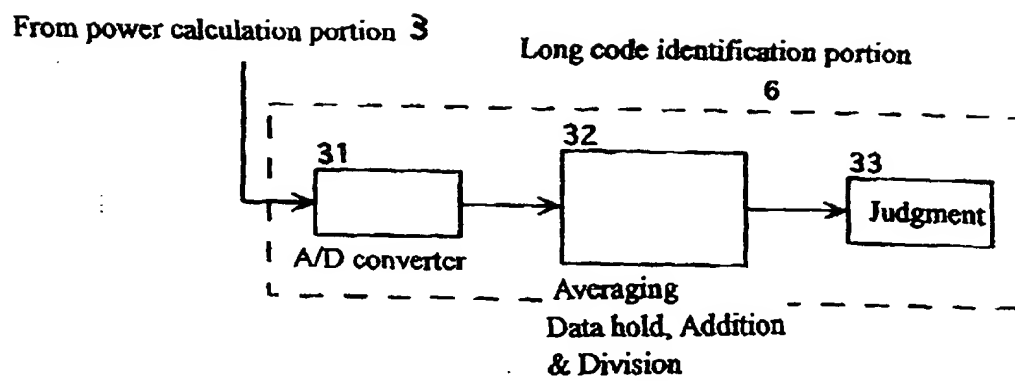 From power calculation portion 3
Long code identification portion
6
31
32
33
Judgment
A/D converter
Averaging
Data hold, Addition
& Division